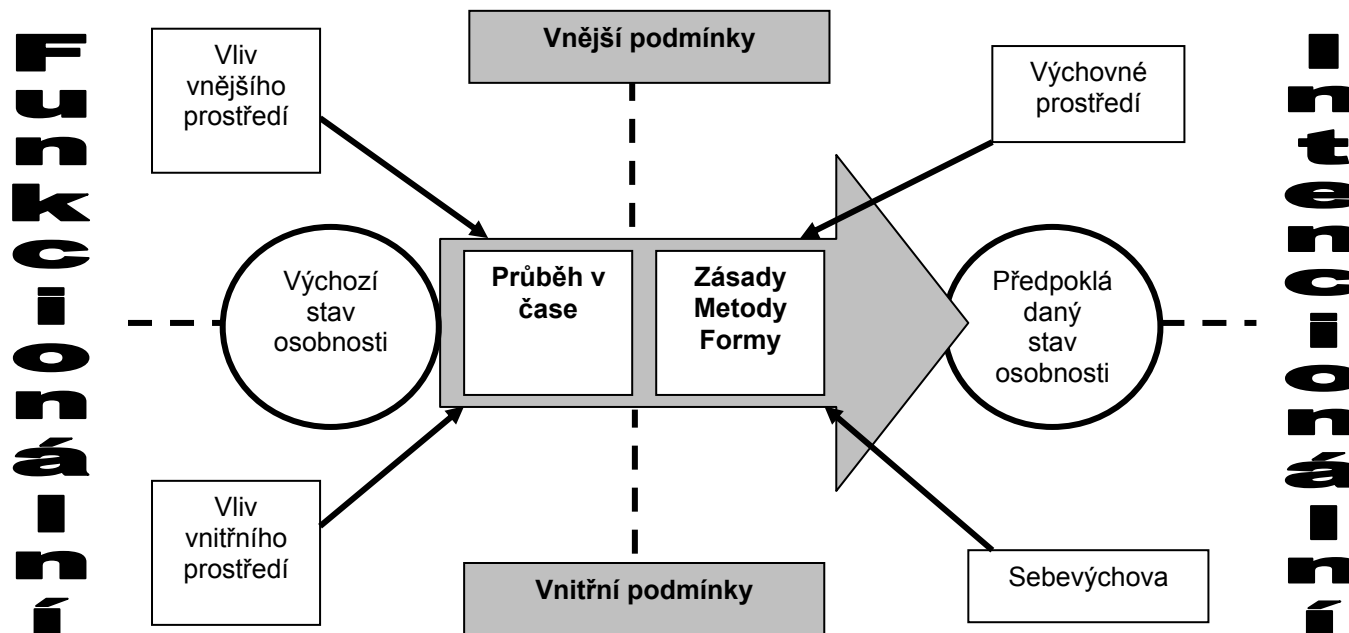 Funkcionální
Vliv
vnějšího
prostředí
Vnější podmínky
Výchovné
prostředí
Intencionální
Výchozí
stav
osobnosti
Průběh v
čase
Zásady
Metody
Formy
Předpoklá
daný
stav
osobnosti
Vliv
vnitřního
prostředí
Vnitřní podmínky
Sebevýchova